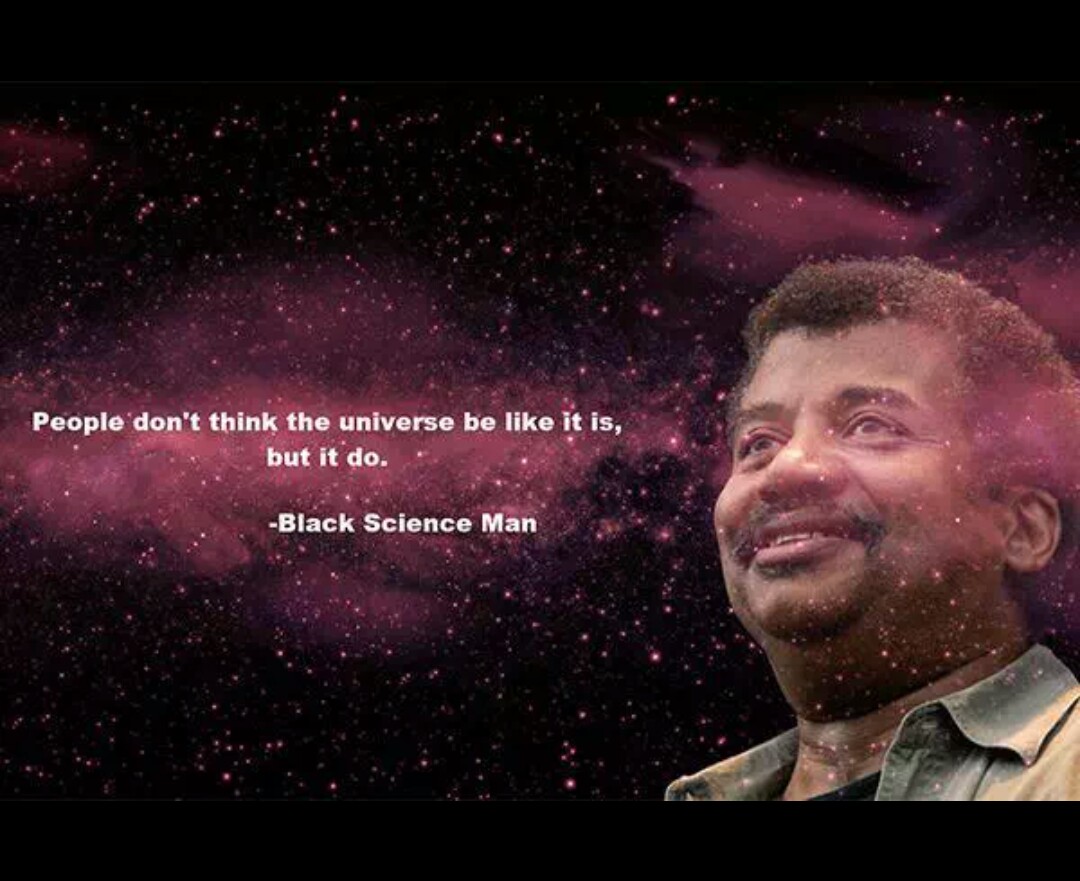 People don't think the universe be like it is,
but it do.
-Black Science Man